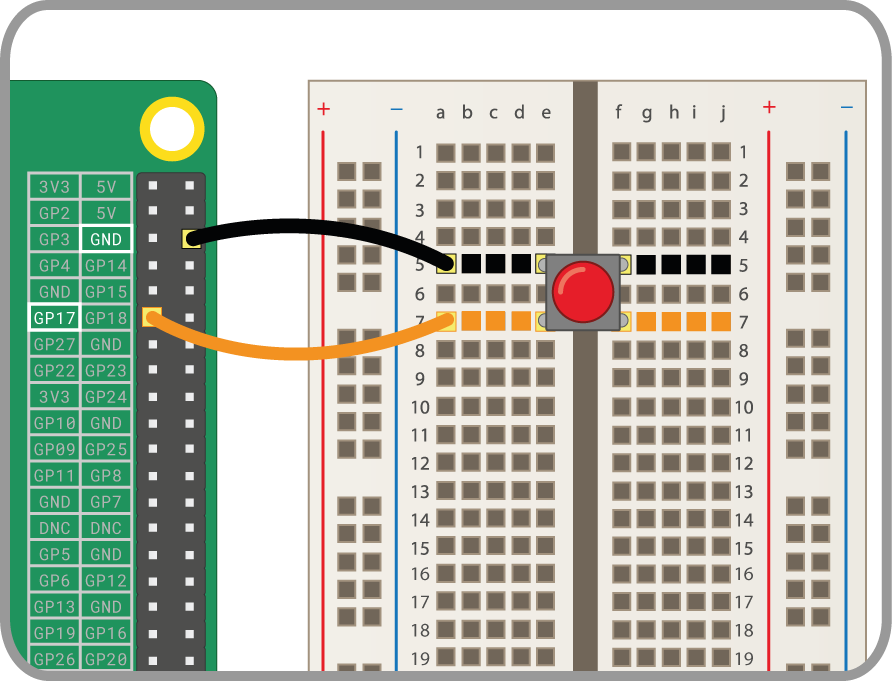 + − a b c d e f g h i j + −
3V3 5V
GP2 5V
GP3 GND
GP4 GP14
GND GP15
GP17 GP18
GP27 GND
GP22 GP23
3V3 GP24
GP10 GND
GP09 GP25
GP11 GP8
GND GP7
DNC DNC
GP5 GND
GP6 GP12
GP13 GND
GP19 GP16
GP26 GP20
1 1
2 2
3 3
4 4
5 5
6 6
7 7
8 8
9 9
10 10
11 11
12 12
13 13
14 14
15 15
16 16
17 17
18 18
19 19